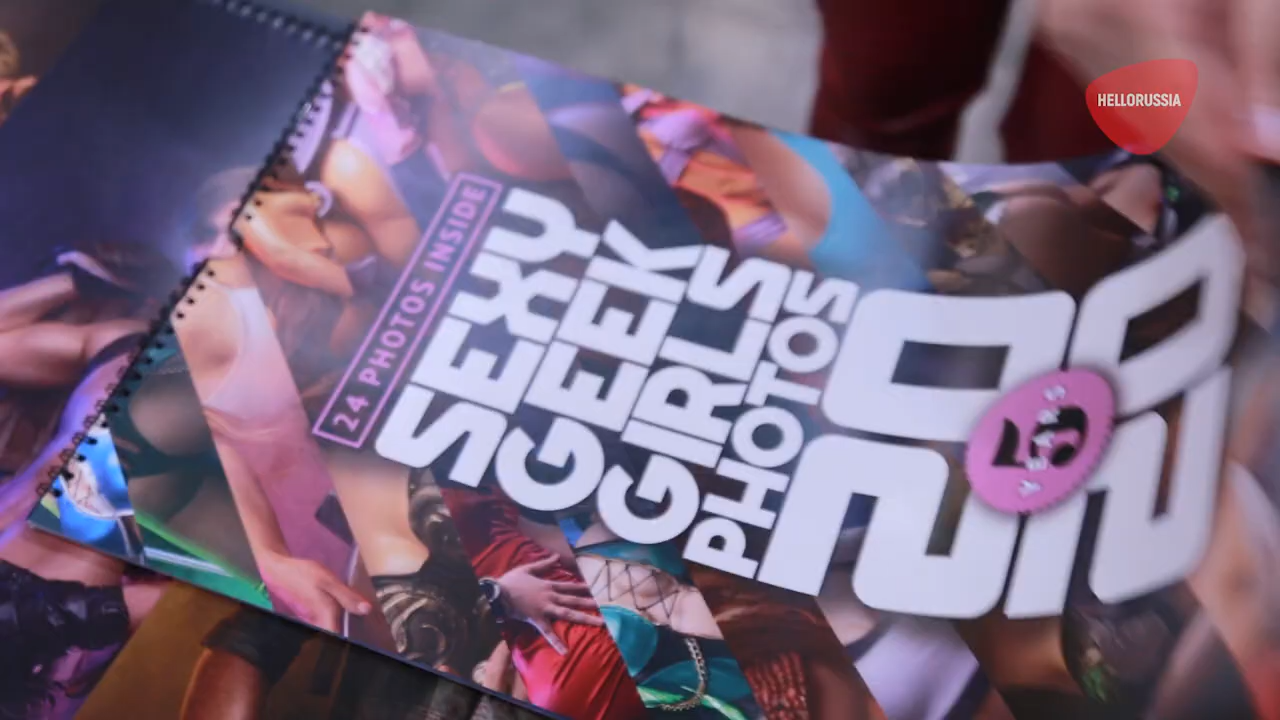 HELLORUSSIA
24 PHOTOS INSIDE
SEXY
GEEK
GIRLS
PHOTOS
2020
5
YEARS